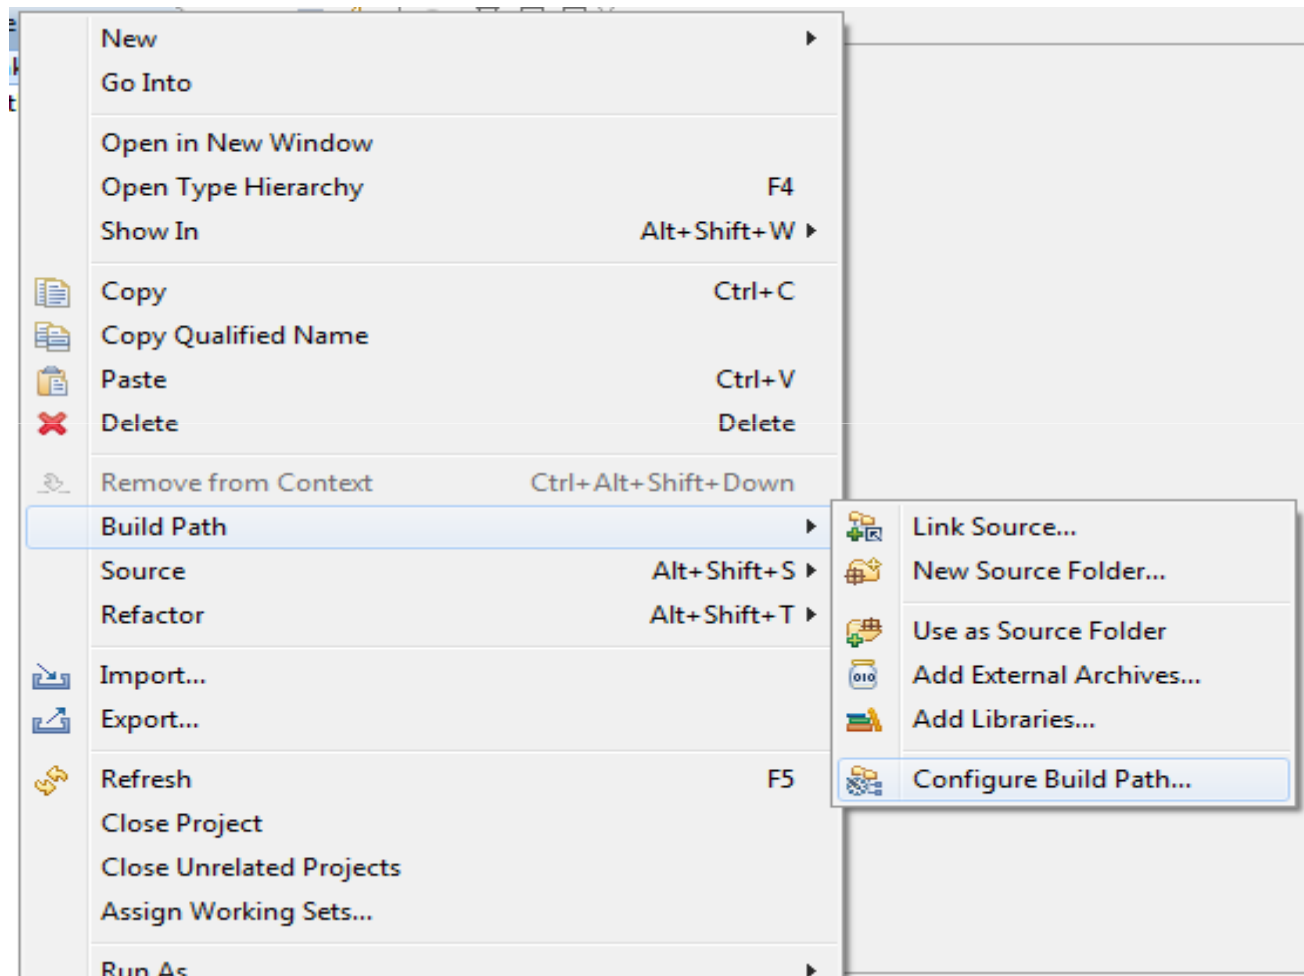 New
Go Into
Open in New Window
Open Type Hierarchy F4
Show In Alt+Shift+W
Copy Ctrl+C
Copy Qualified Name
Paste Ctrl+V
Delete Delete
Remove from Context Ctrl+Alt+Shift+Down
Build Path
Source Alt+Shift+S
Refactor Alt+Shift+T
Import...
Export...
Refresh F5
Close Project
Close Unrelated Projects
Assign Working Sets...
Run As
Link Source...
New Source Folder...
Use as Source Folder
Add External Archives...
Add Libraries...
Configure Build Path...